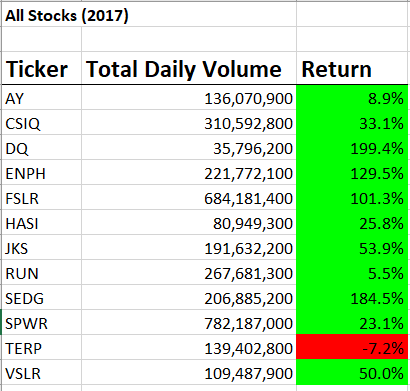 All Stocks (2017)
Ticker Total Daily Volume Return
AY 136,070,900 8.9%
CSIQ 310,592,800 33.1%
DQ 35,796,200 199.4%
ENPH 221,772,100 129.5%
FSLR 684,181,400 101.3%
HASI 80,949,300 25.8%
JKS 191,632,200 53.9%
RUN 267,681,300 5.5%
SEDG 206,885,200 184.5%
SPWR 782,187,000 23.1%
TERP 139,402,800 -7.2%
VSLR 109,487,900 50.0%